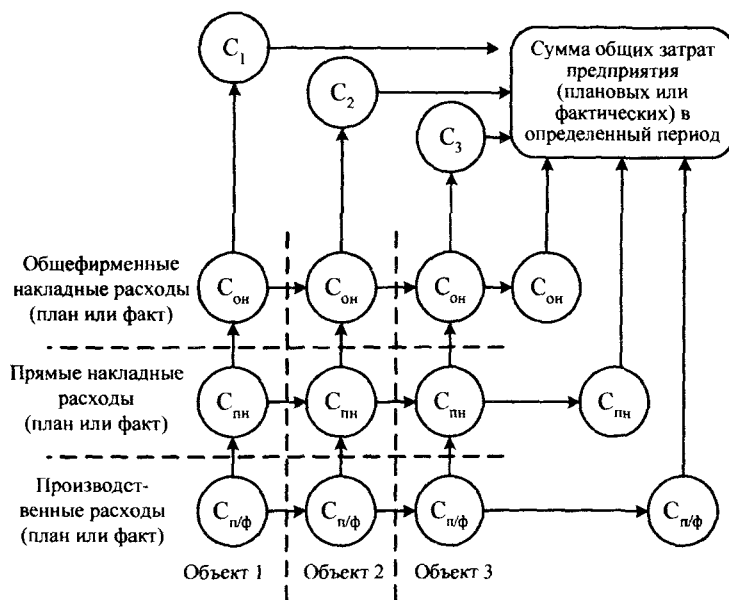 C1
C2
C3
Сумма общих затрат
предприятия
(плановых или
фактических) в
определенный период
Общефирменные
накладные расходы
(план или факт)
Cон
Cон
Cон
Cон
Прямые накладные
расходы
(план или факт)
Cпн
Cпн
Cпн
Cпн
Производст-
венные расходы
(план или факт)
Cп/ф
Cп/ф
Cп/ф
Cп/ф
Объект 1
Объект 2
Объект 3